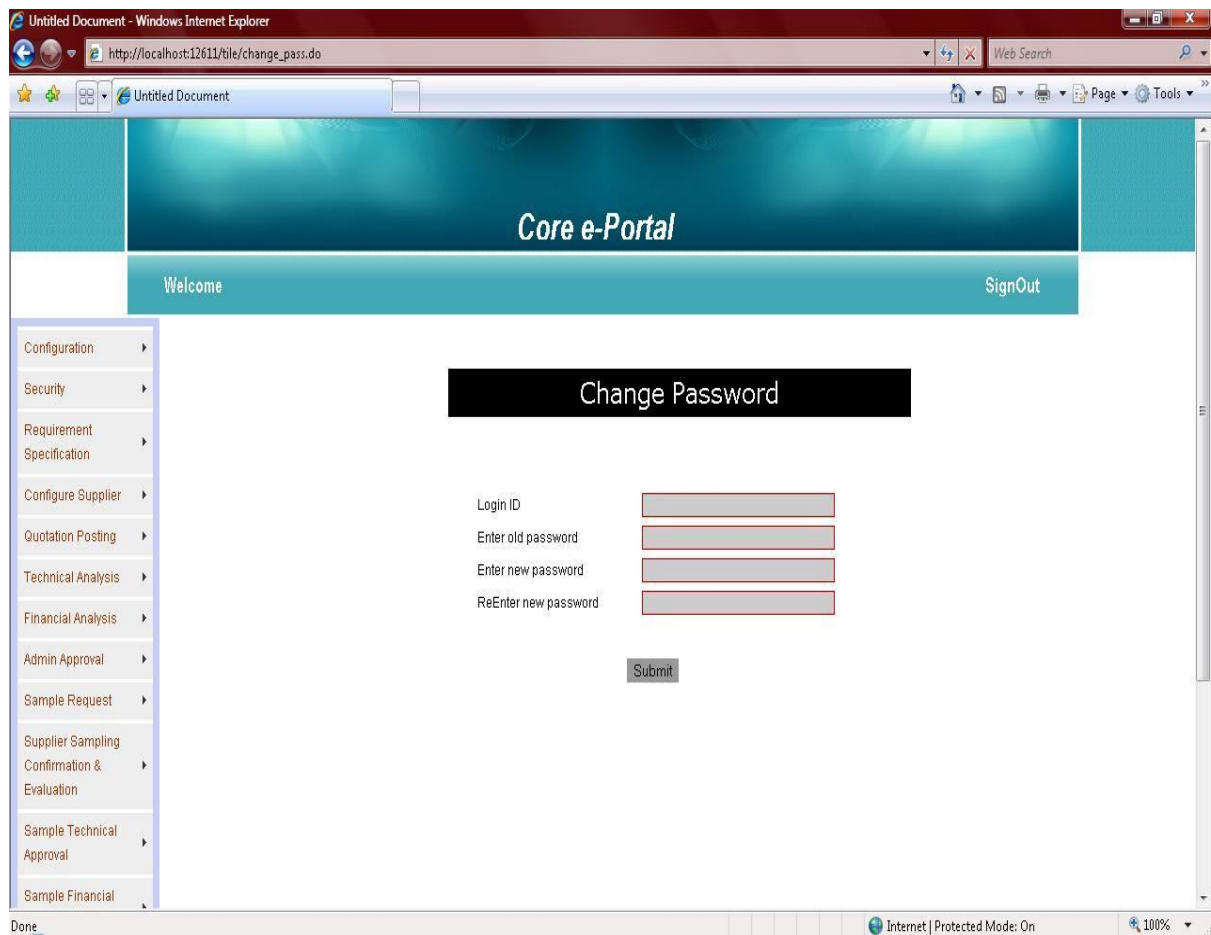 Untitled Document - Windows Internet Explorer
http://localhost:12611/tile/change_pass.do
Web Search
Untitled Document
Page
Tools
Core e-Portal
Welcome
SignOut
Configuration
Security
Requirement
Specification
Configure Supplier
Quotation Posting
Technical Analysis
Financial Analysis
Admin Approval
Sample Request
Supplier Sampling
Confirmation &
Evaluation
Sample Technical
Approval
Sample Financial
Change Password
Login ID
Enter old password
Enter new password
ReEnter new password
Submit
Done
Internet | Protected Mode: On
100%